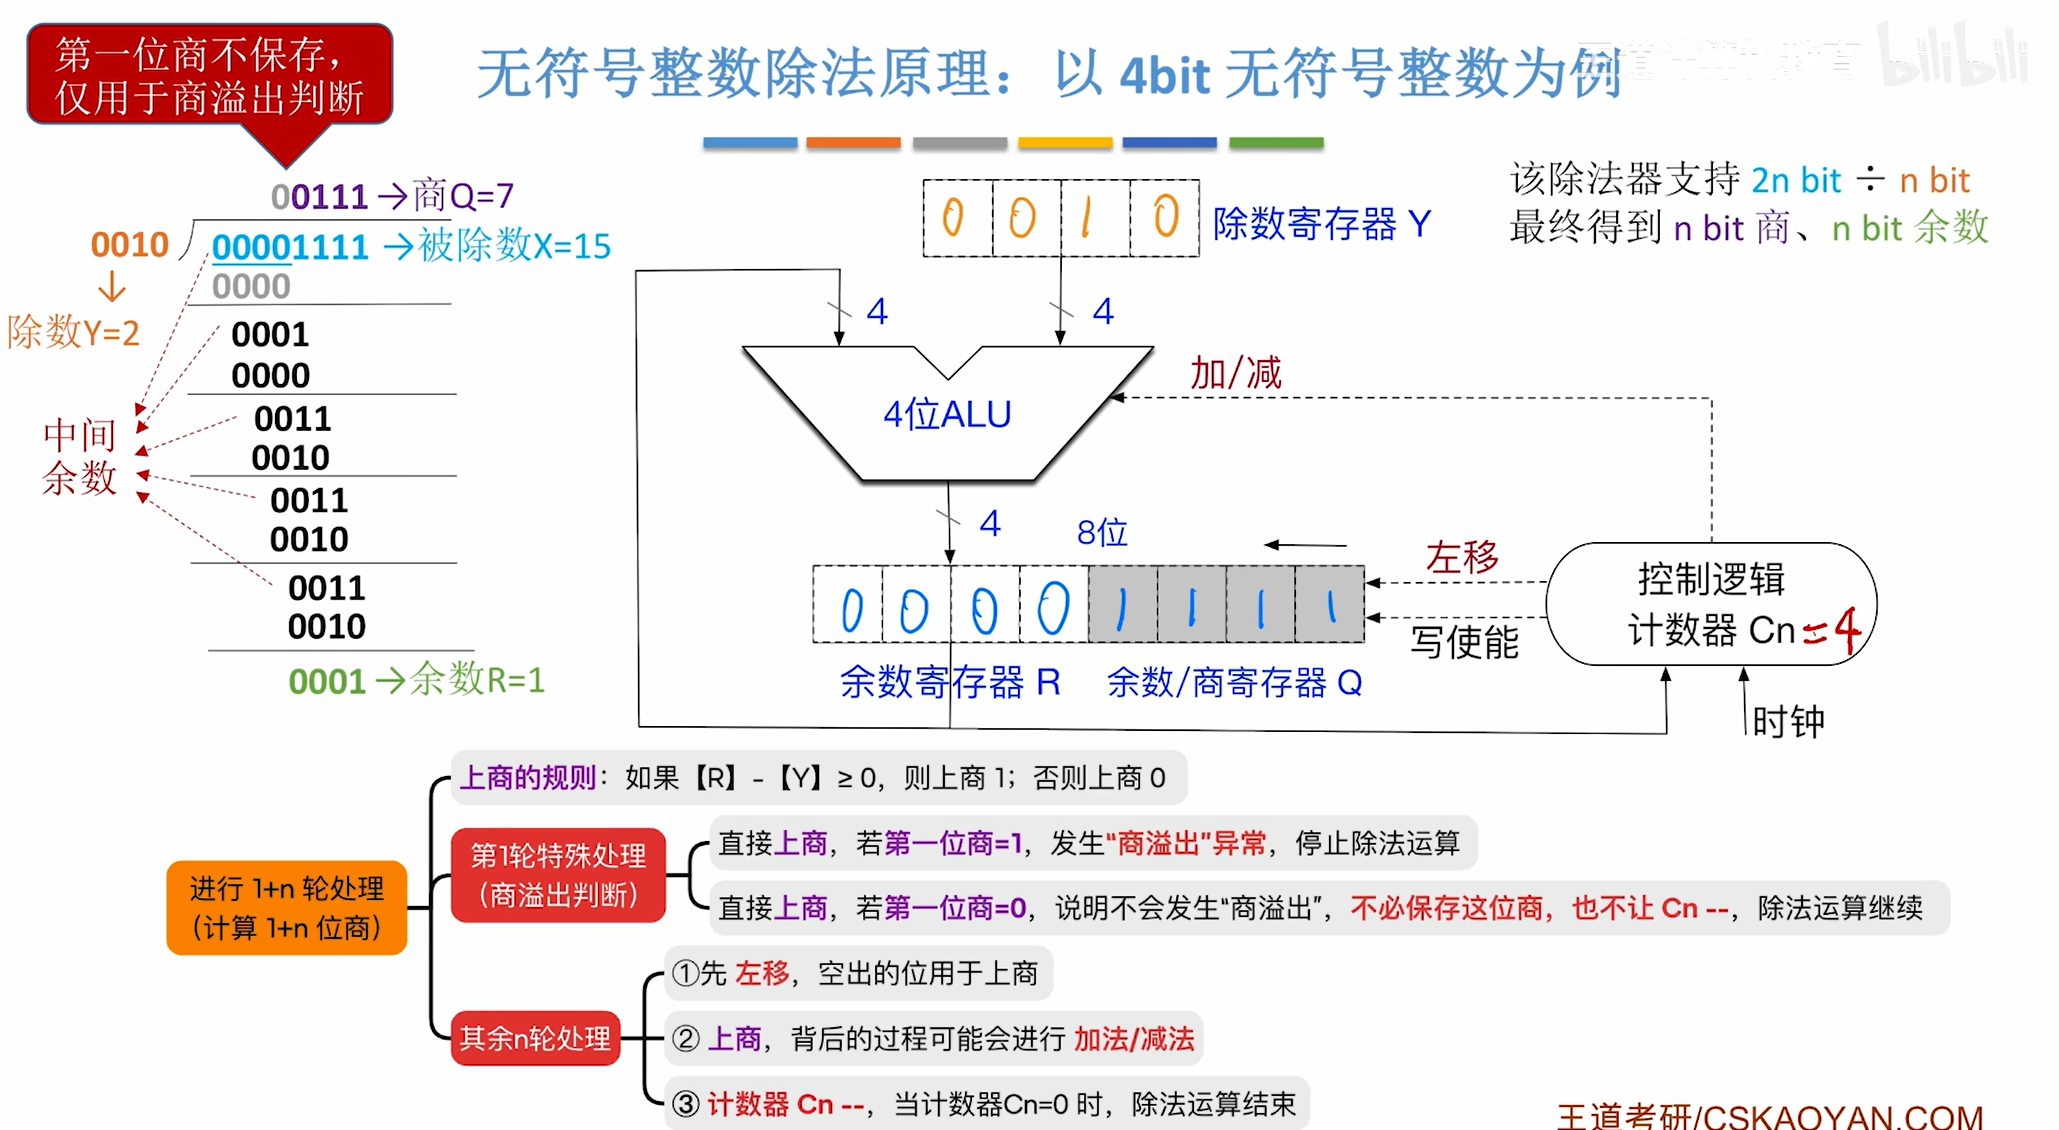 第一位商不保存，
仅用于商溢出判断
无符号整数除法原理：以 4bit 无符号整数为例
王道计算机教育
bilibili
该除法器支持 2n bit ÷ n bit
最终得到 n bit 商、n bit 余数
00111 →商Q=7
0010
00001111 →被除数X=15
0000
除数Y=2
0001
0000
0011
0010
0011
0010
0011
0010
0001 →余数R=1
中间
余数
0 0 1 0
除数寄存器 Y
4
4
加/减
4位ALU
4
8位
0 0 0 0 1 1 1 1
余数寄存器 R
余数/商寄存器 Q
左移
写使能
控制逻辑
计数器 Cn =4
时钟
进行 1+n 轮处理
（计算 1+n 位商）
上商的规则：如果【R】-【Y】≥ 0，则上商 1；否则上商 0
第1轮特殊处理
（商溢出判断）
直接上商，若第一位商=1，发生“商溢出”异常，停止除法运算
直接上商，若第一位商=0，说明不会发生“商溢出”，不必保存这位商，也不让 Cn --，除法运算继续
其余n轮处理
①先 左移，空出的位用于上商
② 上商，背后的过程可能会进行 加法/减法
③ 计数器 Cn --，当计数器Cn=0 时，除法运算结束
王道考研/CSKAOYAN.COM